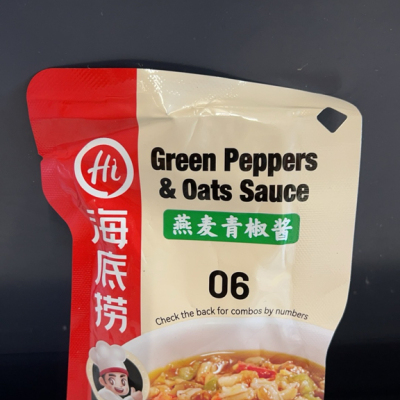 Hi
海底捞
Green Peppers
& Oats Sauce
燕麦青椒酱
06
Check the back for combos by numbers